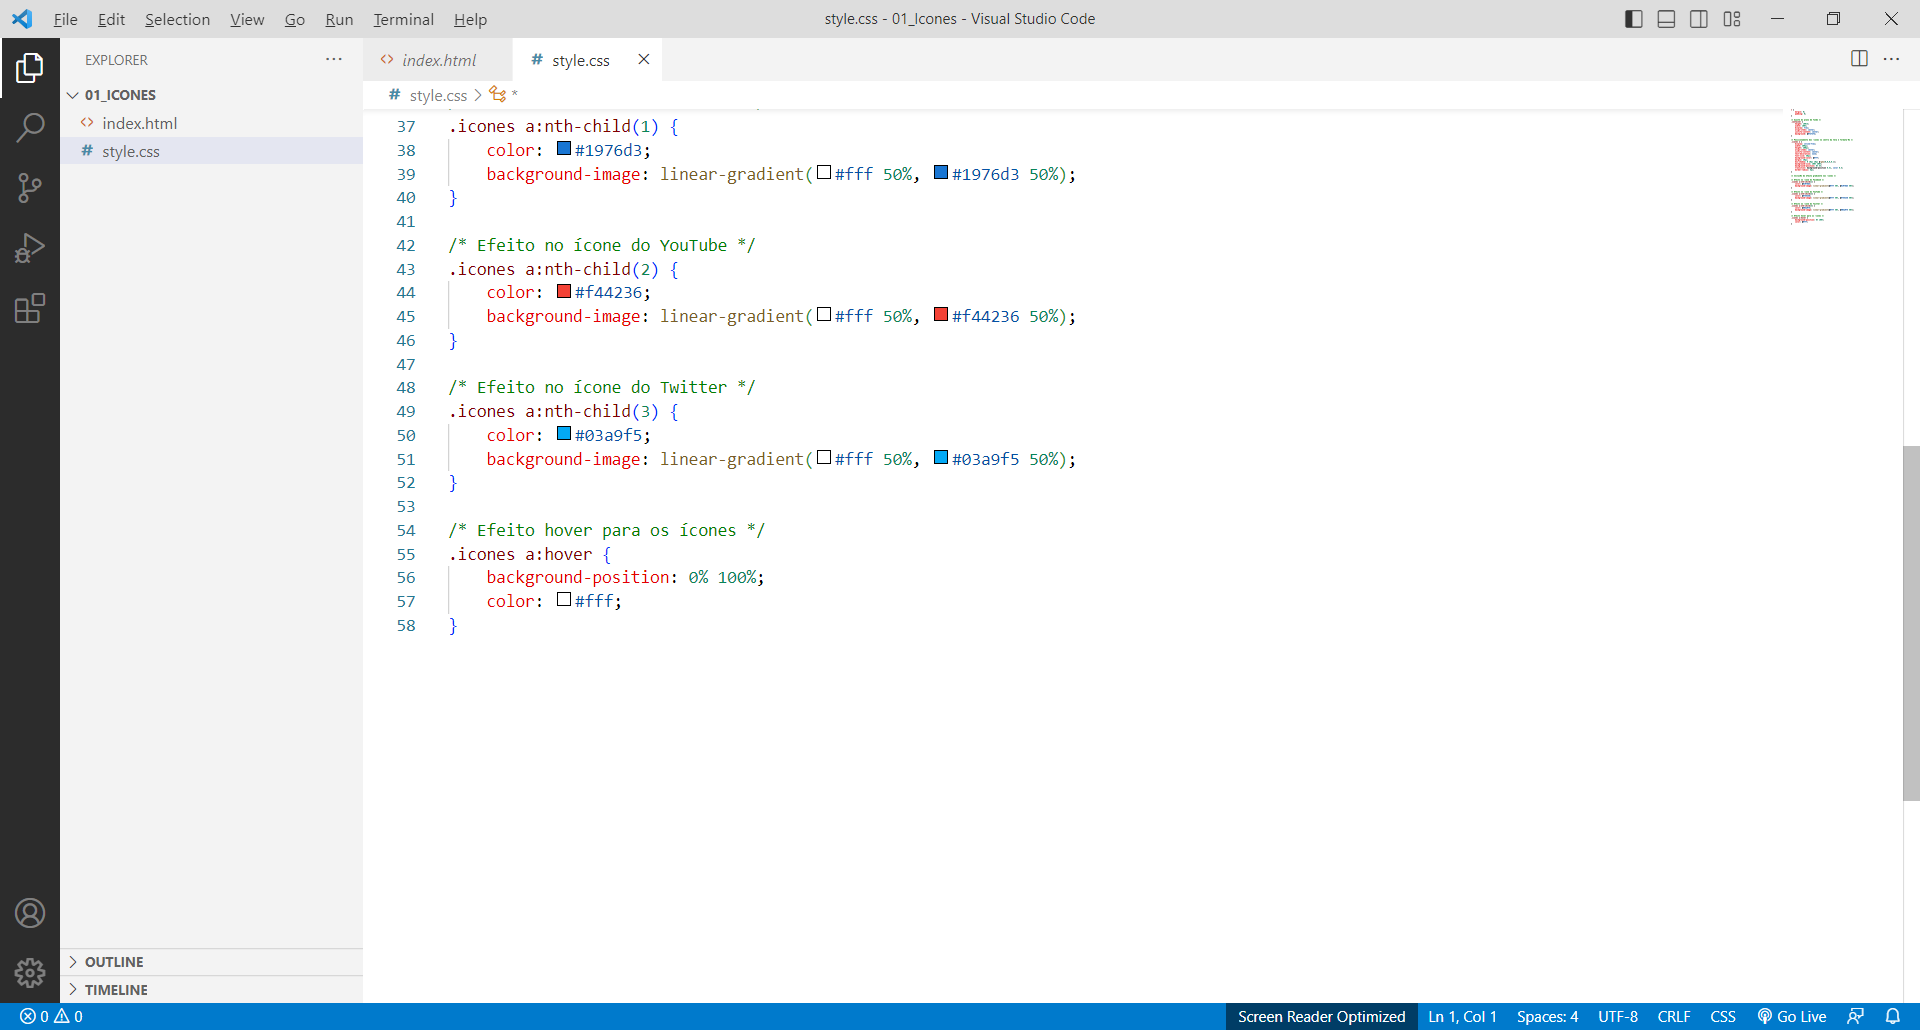 File Edit Selection View Go Run Terminal Help
style.css - 01_Icones - Visual Studio Code
EXPLORER
01_ICONES
index.html
style.css
OUTLINE
TIMELINE
index.html
style.css
style.css > *
37 .icones a:nth-child(1) {
38 color: #1976d3;
39 background-image: linear-gradient(#fff 50%, #1976d3 50%);
40 }
41
42 /* Efeito no ícone do YouTube */
43 .icones a:nth-child(2) {
44 color: #f44236;
45 background-image: linear-gradient(#fff 50%, #f44236 50%);
46 }
47
48 /* Efeito no ícone do Twitter */
49 .icones a:nth-child(3) {
50 color: #03a9f5;
51 background-image: linear-gradient(#fff 50%, #03a9f5 50%);
52 }
53
54 /* Efeito hover para os ícones */
55 .icones a:hover {
56 background-position: 0% 100%;
57 color: #fff;
58 }
0 0
Screen Reader Optimized Ln 1, Col 1 Spaces: 4 UTF-8 CRLF CSS Go Live